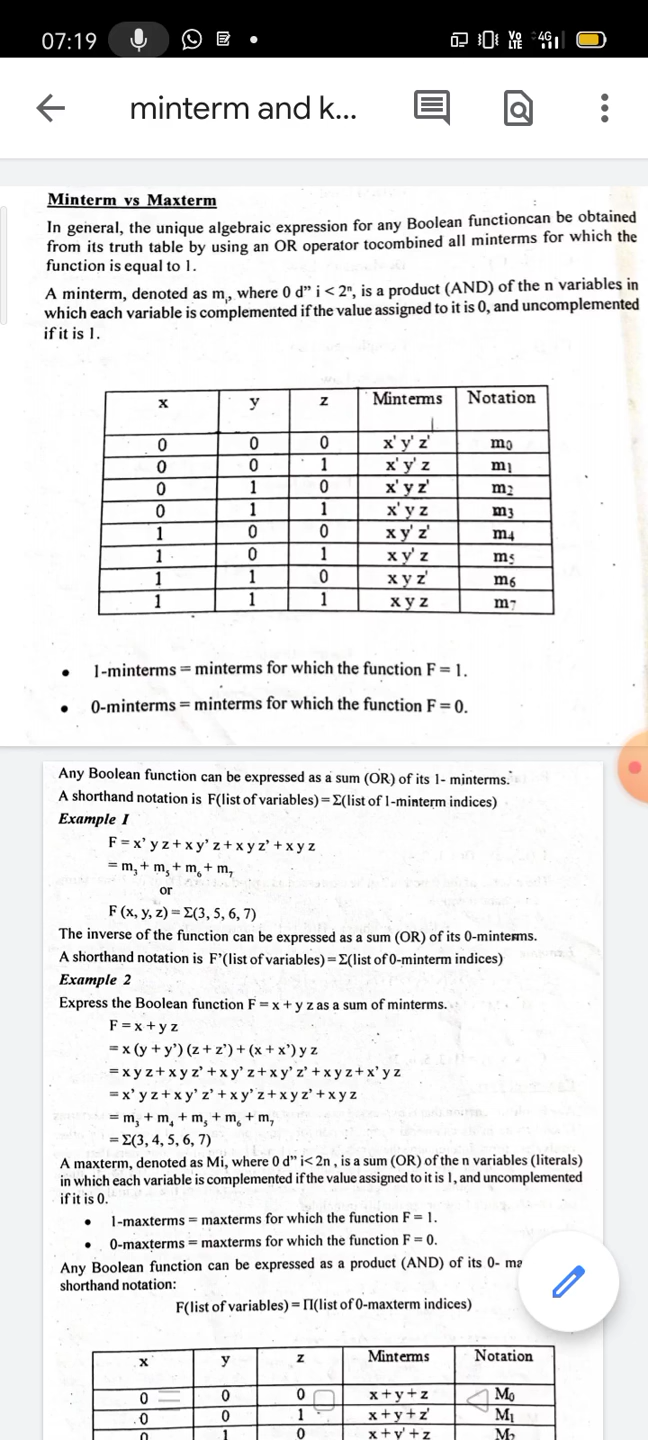 07:19 VoLTE 4G
minterm and k...
Minterm vs Maxterm
In general, the unique algebraic expression for any Boolean functioncan be obtained
from its truth table by using an OR operator tocombined all minterms for which the
function is equal to 1.
A minterm, denoted as mᵢ, where 0 d” i < 2ⁿ, is a product (AND) of the n variables in
which each variable is complemented if the value assigned to it is 0, and uncomplemented
if it is 1.
x y z Minterms Notation
0 0 0 x' y' z' m₀
0 0 1 x' y' z m₁
0 1 0 x' y z' m₂
0 1 1 x' y z m₃
1 0 0 x y' z' m₄
1 0 1 x y' z m₅
1 1 0 x y z' m₆
1 1 1 x y z m₇
• 1-minterms = minterms for which the function F = 1.
• 0-minterms = minterms for which the function F = 0.
Any Boolean function can be expressed as a sum (OR) of its 1- minterms.
A shorthand notation is F(list of variables) = Σ(list of 1-minterm indices)
Example 1
F = x’ y z + x y’ z + x y z’ + x y z
= m₃ + m₅ + m₆ + m₇
or
F (x, y, z) = Σ(3, 5, 6, 7)
The inverse of the function can be expressed as a sum (OR) of its 0-minterms.
A shorthand notation is F’(list of variables) = Σ(list of 0-minterm indices)
Example 2
Express the Boolean function F = x + y z as a sum of minterms.
F = x + y z
= x (y + y’) (z + z’) + (x + x’) y z
= x y z + x y z’ + x y’ z + x y’ z’ + x y z + x’ y z
= x’ y z + x y’ z’ + x y’ z + x y z’ + x y z
= m₃ + m₄ + m₅ + m₆ + m₇
= Σ(3, 4, 5, 6, 7)
A maxterm, denoted as Mi, where 0 d” i< 2n , is a sum (OR) of the n variables (literals)
in which each variable is complemented if the value assigned to it is 1, and uncomplemented
if it is 0.
• 1-maxterms = maxterms for which the function F = 1.
• 0-maxterms = maxterms for which the function F = 0.
Any Boolean function can be expressed as a product (AND) of its 0- ma
shorthand notation:
F(list of variables) = Π(list of 0-maxterm indices)
x y z Minterms Notation
0 0 0 x + y + z M₀
0 0 1 x + y + z' M₁
0 1 0 x + y' + z M₂